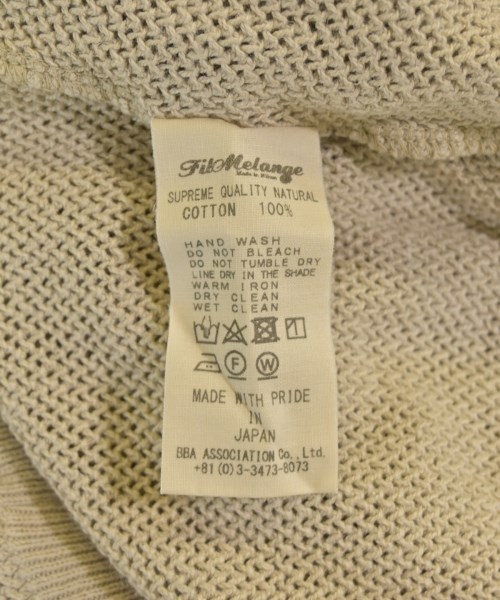 FilMelange
SUPREME QUALITY NATURAL
COTTON 100%
HAND WASH
DO NOT BLEACH
DO NOT TUMBLE DRY
LINE DRY IN THE SHADE
WARM IRON
DRY CLEAN
WET CLEAN
F W
MADE WITH PRIDE
IN
JAPAN
BBA ASSOCIATION Co.,Ltd.
+81(0)3-3473-8073